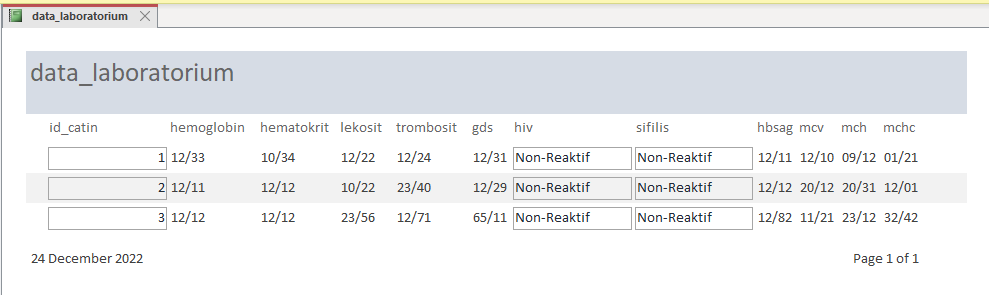 data_laboratorium
data_laboratorium
id_catin hemoglobin hematokrit lekosit trombosit gds hiv sifilis hbsag mcv mch mchc
1 12/33 10/34 12/22 12/24 12/31 Non-Reaktif Non-Reaktif 12/11 12/10 09/12 01/21
2 12/11 12/12 10/22 23/40 12/29 Non-Reaktif Non-Reaktif 12/12 20/12 20/31 12/01
3 12/12 12/12 23/56 12/71 65/11 Non-Reaktif Non-Reaktif 12/82 11/21 23/12 32/42
24 December 2022 Page 1 of 1